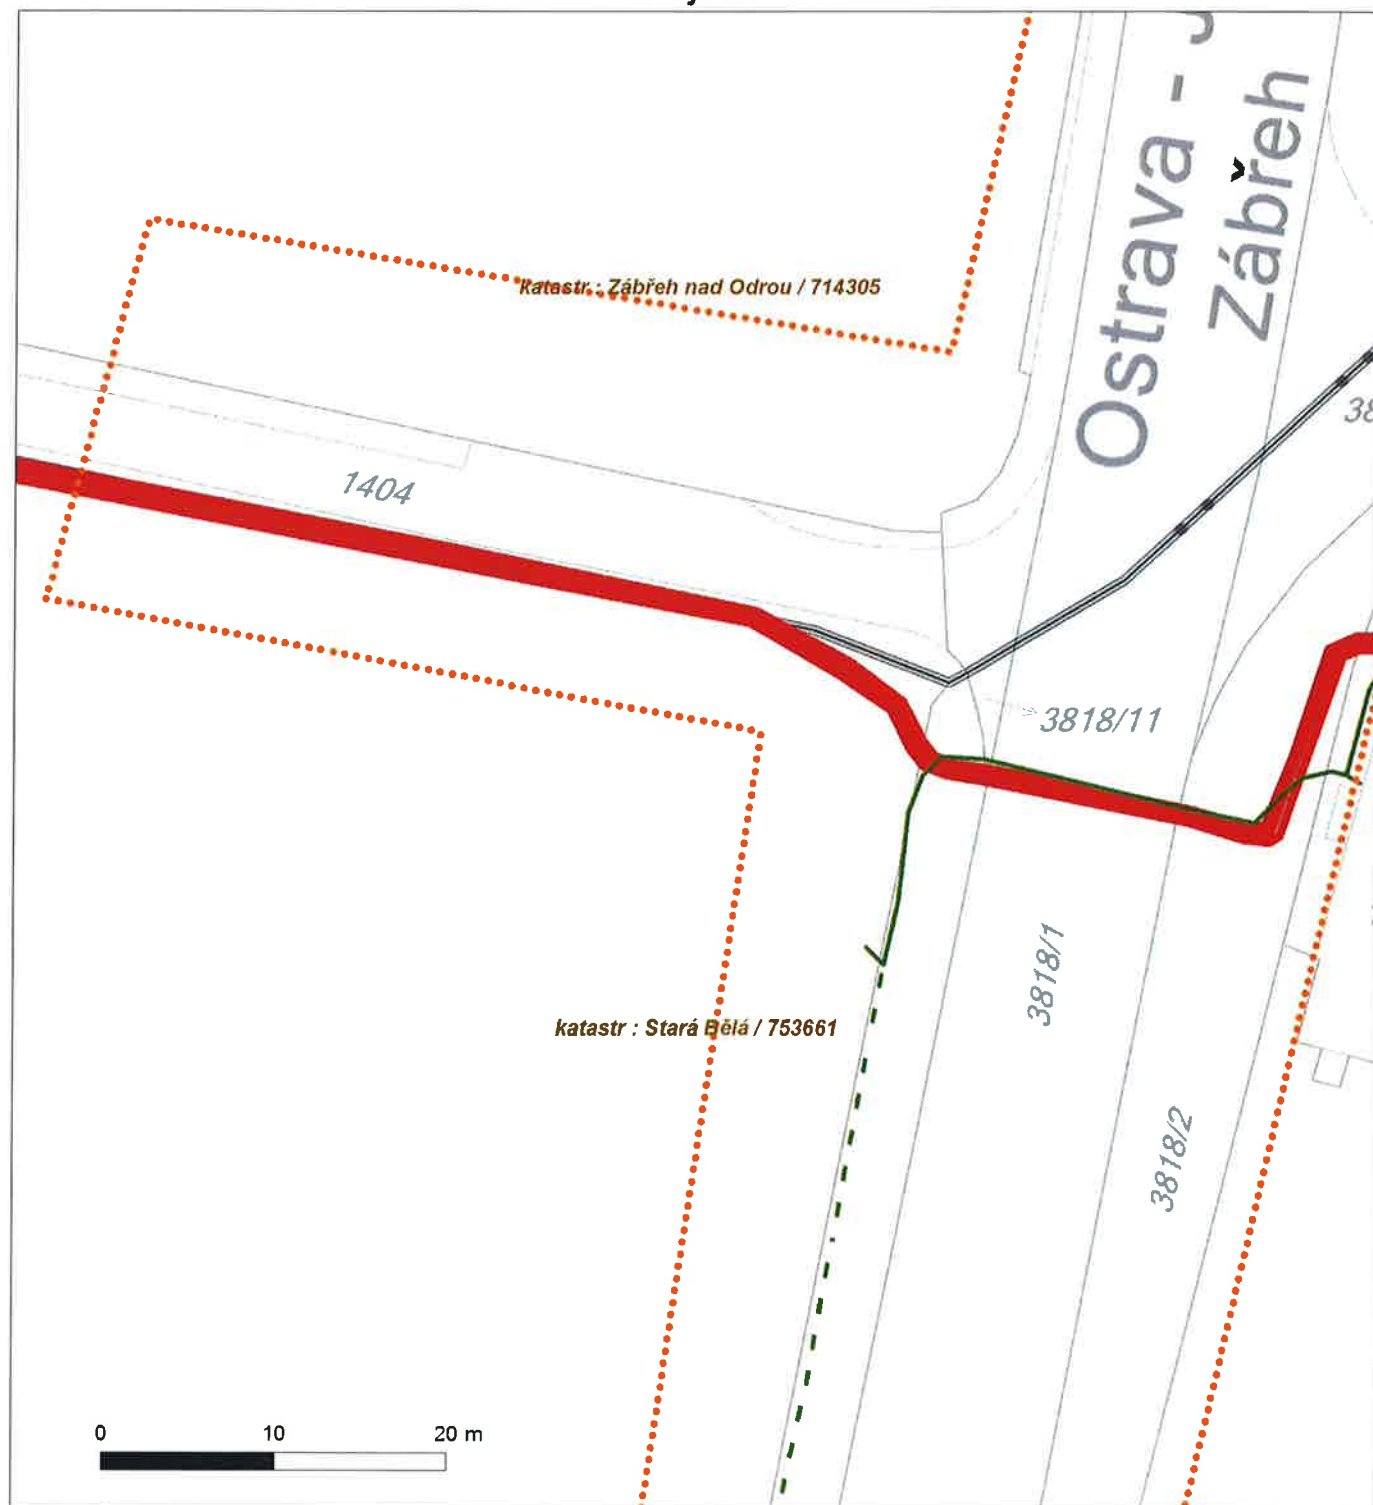 Ostrava -
Zábřeh
katastr : Zábřeh nad Odrou / 714305
38
1404
3818/11
3818/1
katastr : Stará Bělá / 753661
3818/2
0 10 20 m